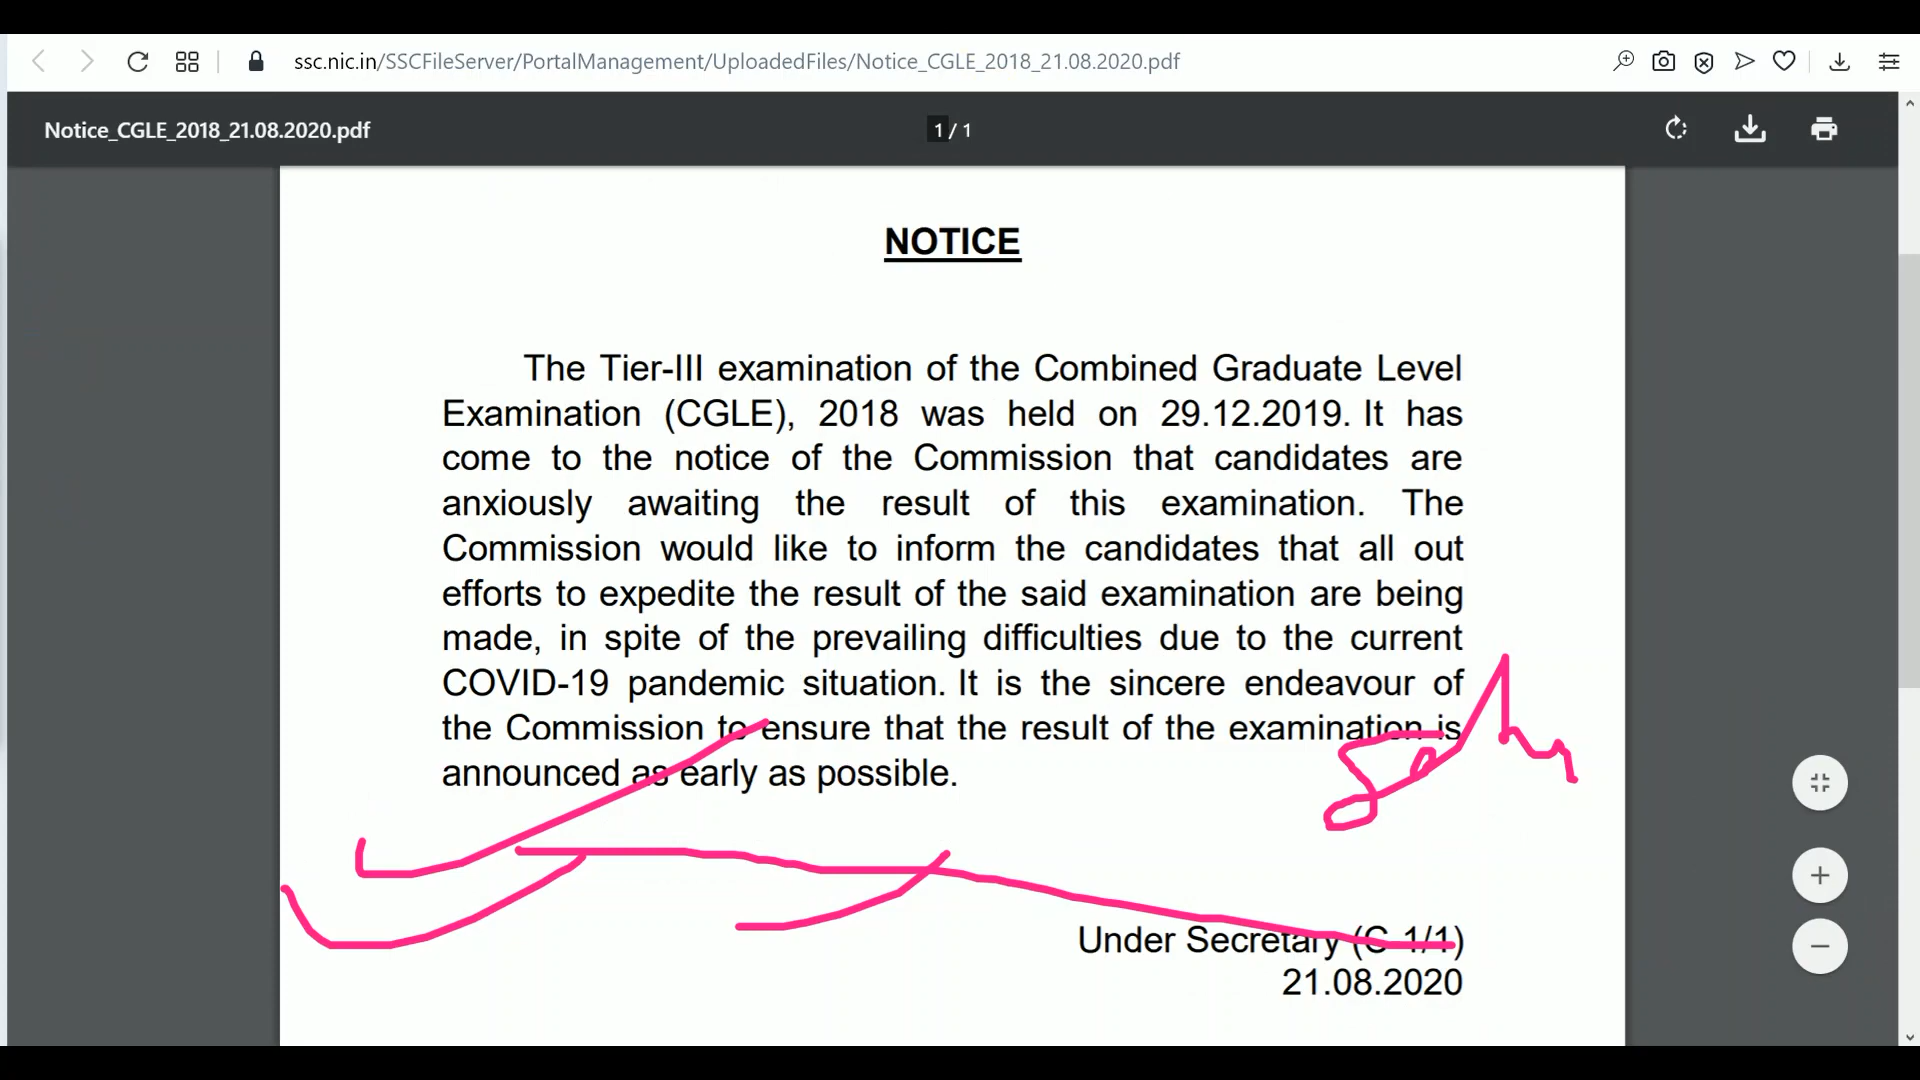 ssc.nic.in/SSCFileServer/PortalManagement/UploadedFiles/Notice_CGLE_2018_21.08.2020.pdf
Notice_CGLE_2018_21.08.2020.pdf
1 / 1
NOTICE
The Tier-III examination of the Combined Graduate Level
Examination (CGLE), 2018 was held on 29.12.2019. It has
come to the notice of the Commission that candidates are
anxiously awaiting the result of this examination. The
Commission would like to inform the candidates that all out
efforts to expedite the result of the said examination are being
made, in spite of the prevailing difficulties due to the current
COVID-19 pandemic situation. It is the sincere endeavour of
the Commission to ensure that the result of the examination is
announced as early as possible.
Under Secretary (C-1/1)
21.08.2020